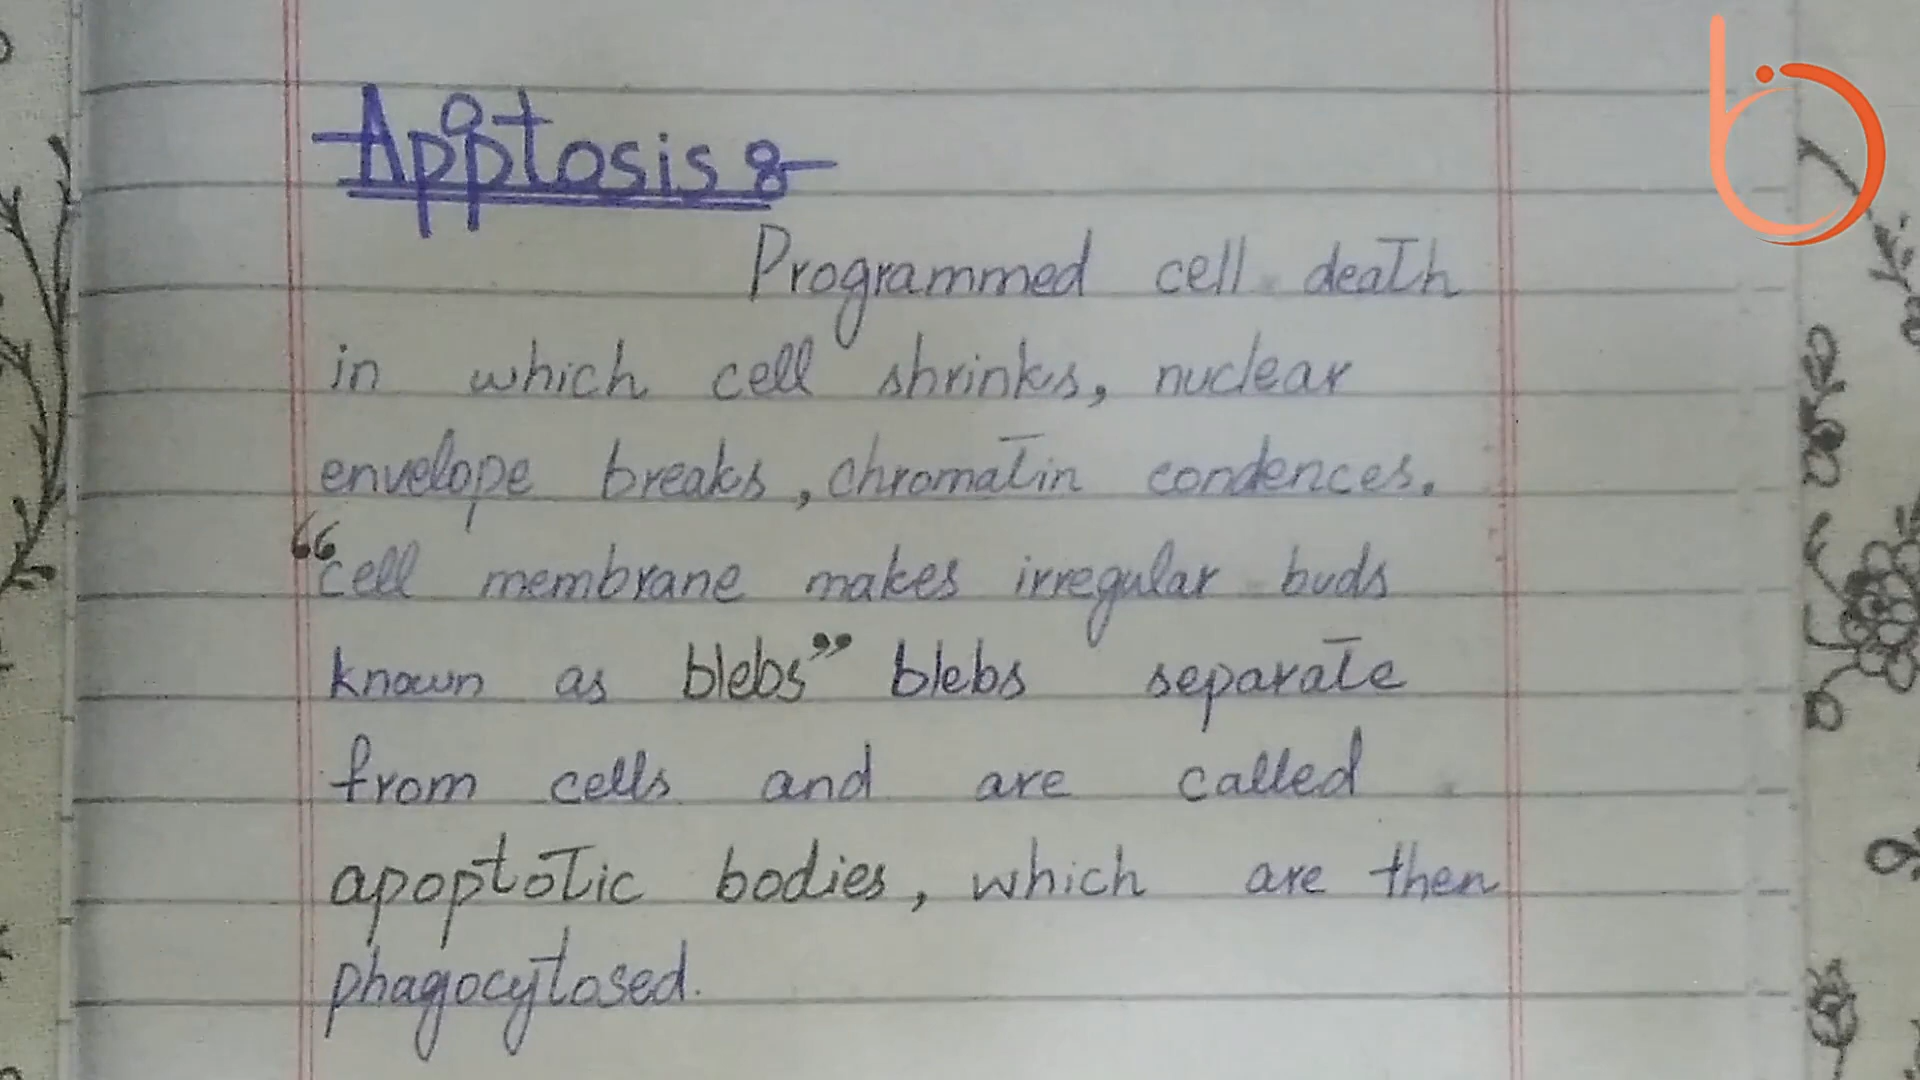 Apoptosis :-
Programmed cell death
in which cell shrinks, nuclear
envelope breaks, chromatin condences.
“cell membrane makes irregular buds
known as blebs” blebs separate
from cells and are called
apoptotic bodies, which are then
phagocytosed.